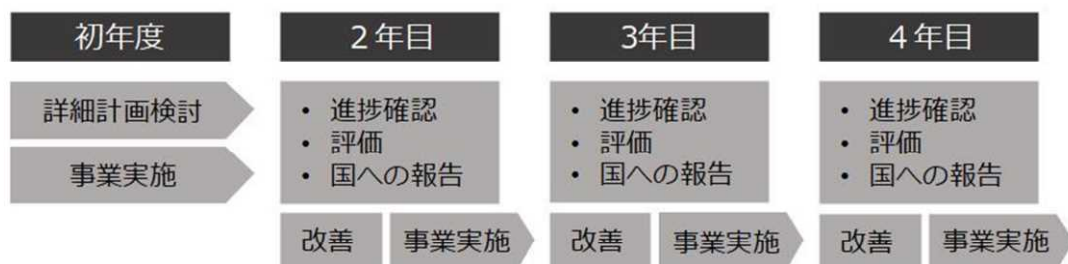 初年度
詳細計画検討
事業実施
２年目
• 進捗確認
• 評価
• 国への報告
改善
事業実施
3年目
• 進捗確認
• 評価
• 国への報告
改善
事業実施
４年目
• 進捗確認
• 評価
• 国への報告
改善
事業実施